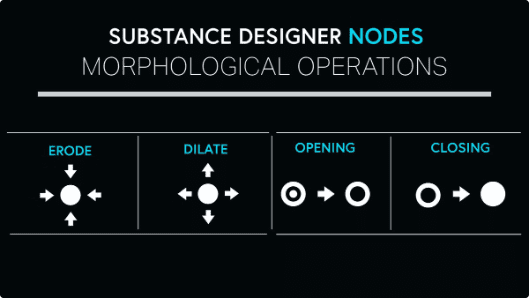 SUBSTANCE DESIGNER NODES
MORPHOLOGICAL OPERATIONS
ERODE
DILATE
OPENING
CLOSING